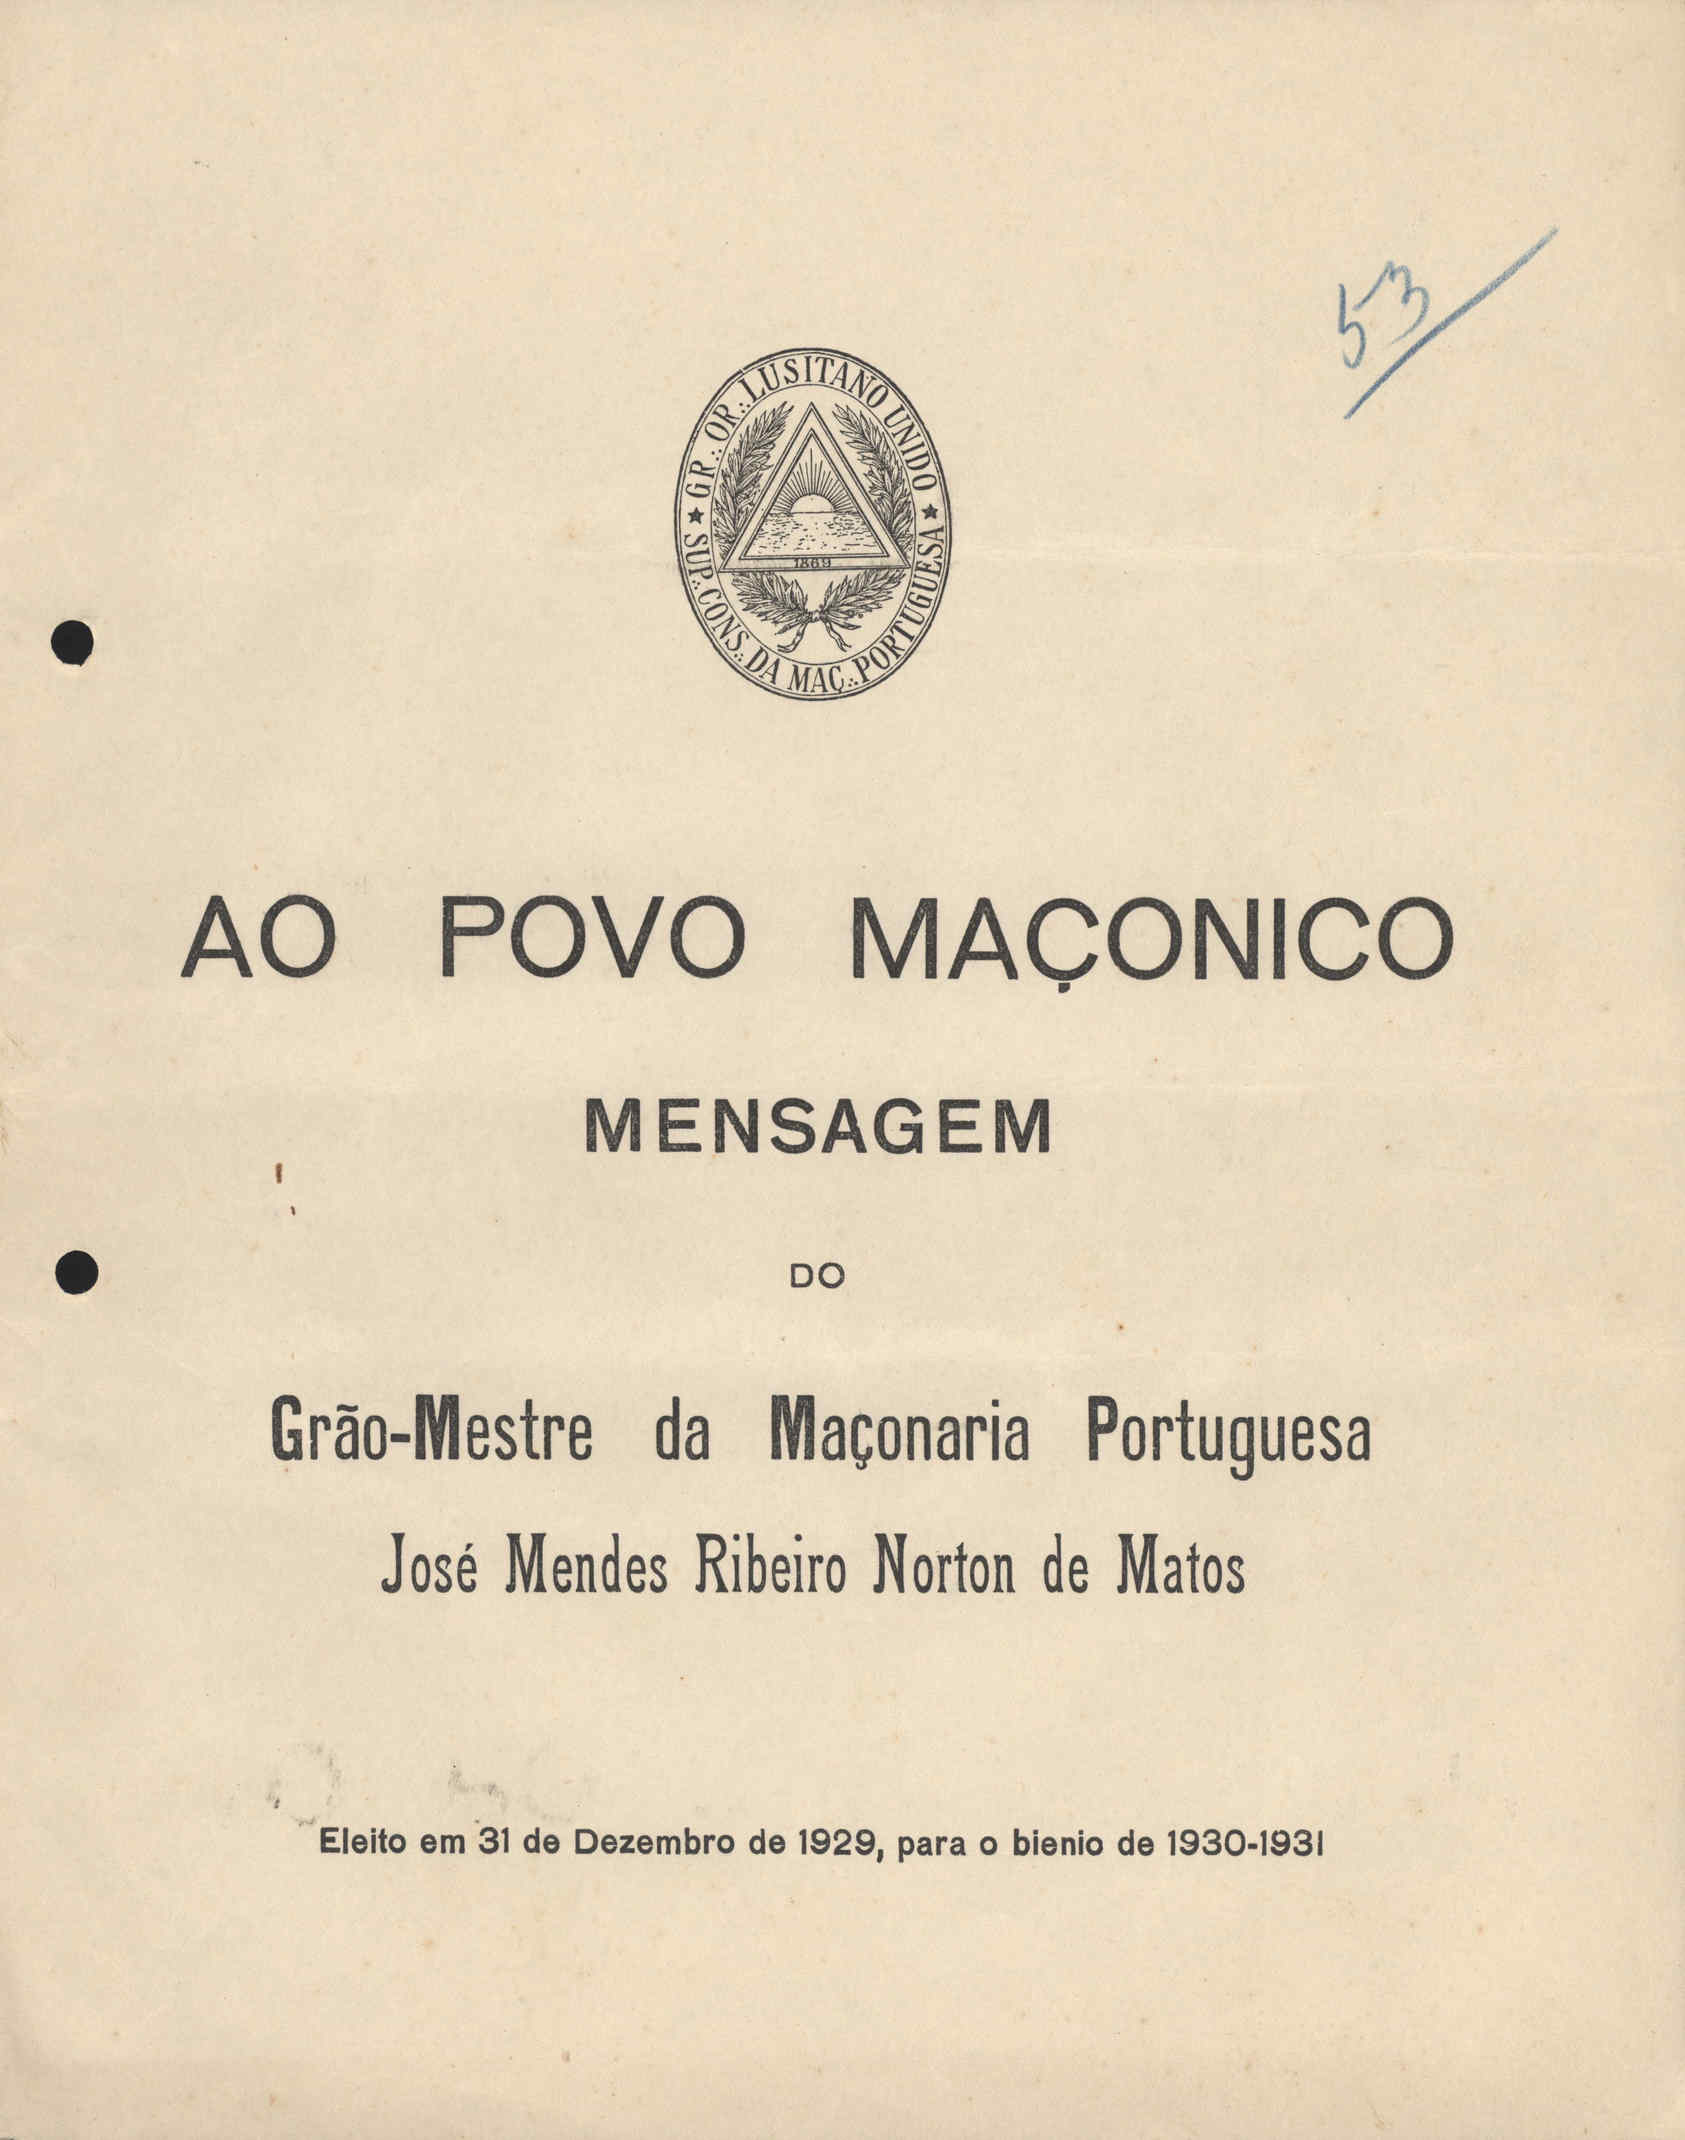 53
GR∴ OR∴ LUSITANO UNIDO ★
SUP∴ CONS∴ DA MAÇ∴ PORTUGUESA ★
1869
AO POVO MAÇONICO
MENSAGEM
DO
Grão-Mestre da Maçonaria Portuguesa
José Mendes Ribeiro Norton de Matos
Eleito em 31 de Dezembro de 1929, para o bienio de 1930-1931